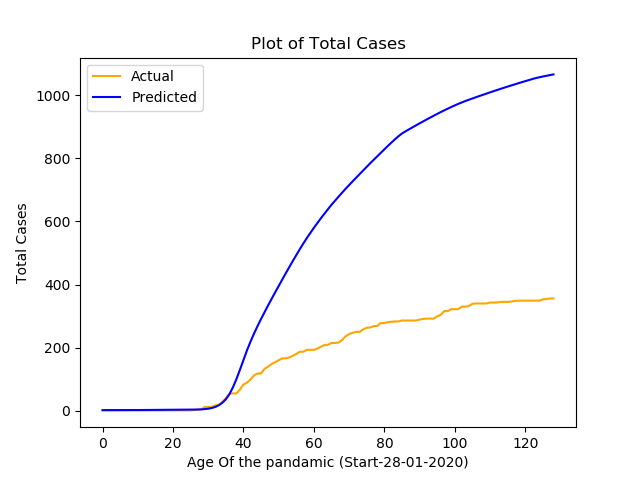 Plot of Total Cases
Actual
Predicted
1000
800
600
400
200
0
Total Cases
0 20 40 60 80 100 120
Age Of the pandamic (Start-28-01-2020)